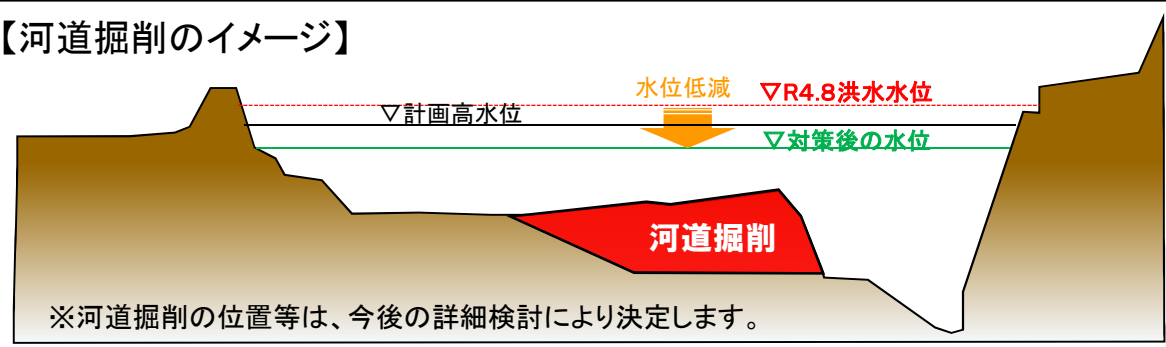 【河道掘削のイメージ】
水位低減
▽R4.8洪水水位
▽計画高水位
▽対策後の水位
河道掘削
※河道掘削の位置等は、今後の詳細検討により決定します。